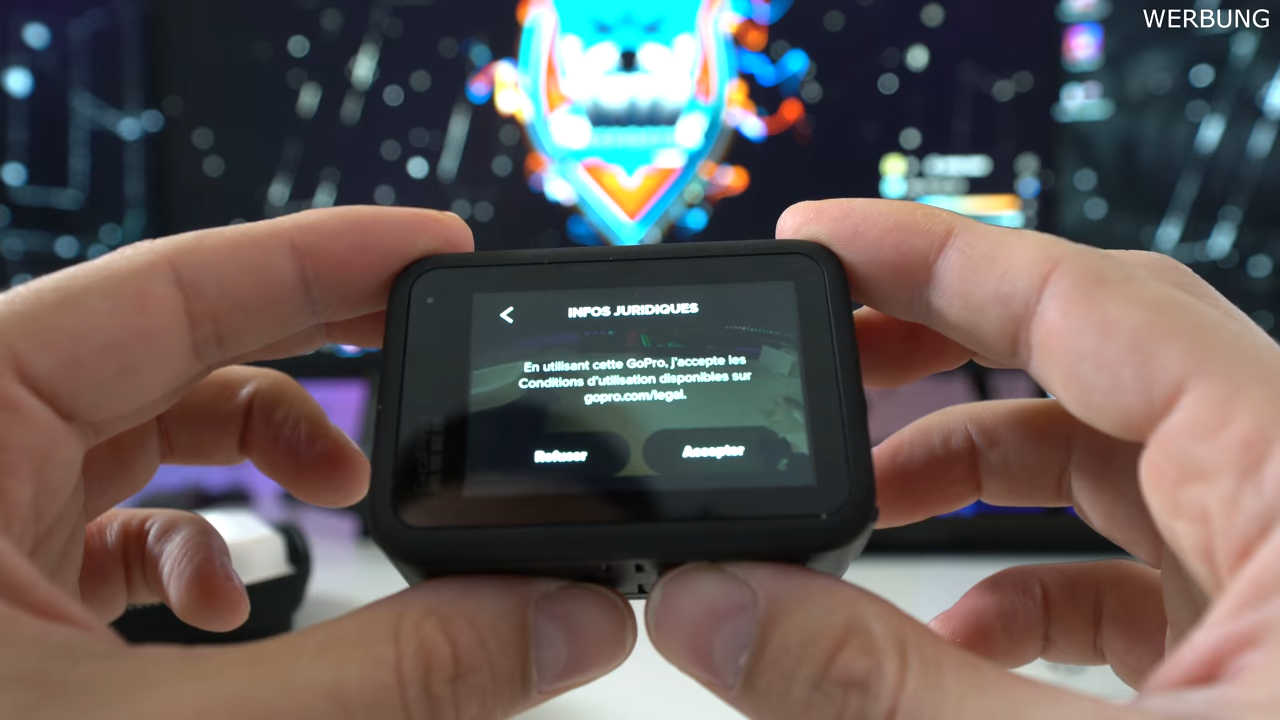 WERBUNG
< INFOS JURIDIQUES
En utilisant cette GoPro, j'accepte les
Conditions d'utilisation disponibles sur
gopro.com/legal.
Refuser Accepter